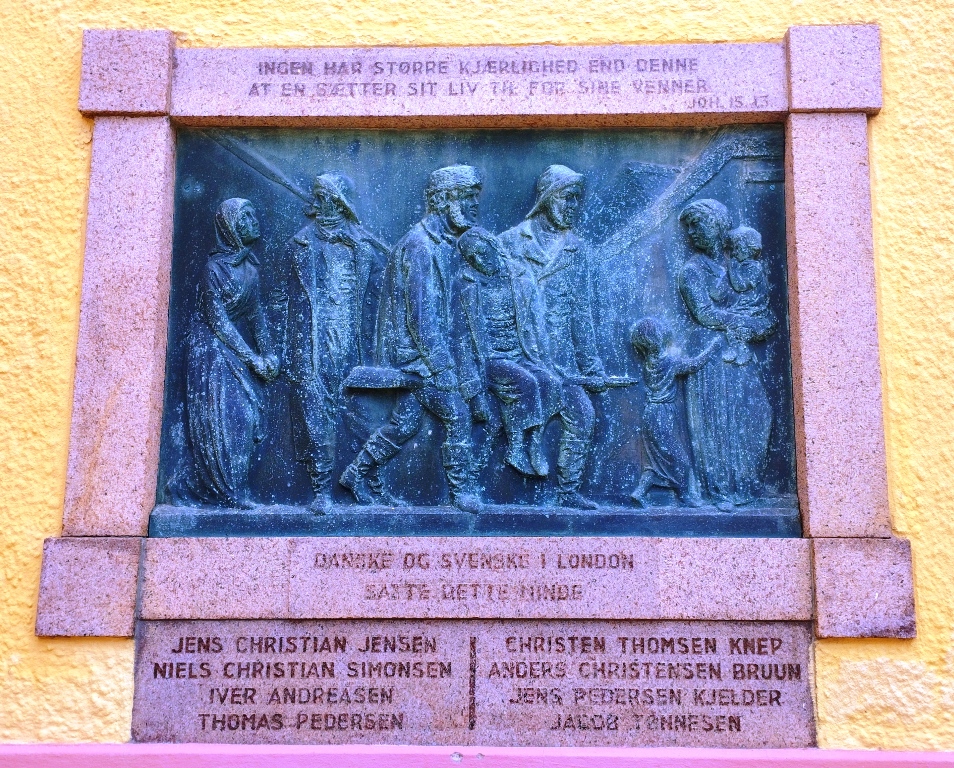 INGEN HAR STØRRE KJÆRLIGHED END DENNE
AT EN SÆTTER SIT LIV TIL FOR SINE VENNER
JOH. 15. 13
DANSKE OG SVENSKE I LONDON
SATTE DETTE MINDE
JENS CHRISTIAN JENSEN
NIELS CHRISTIAN SIMONSEN
IVER ANDREASEN
THOMAS PEDERSEN
CHRISTEN THOMSEN KNEP
ANDERS CHRISTENSEN BRUUN
JENS PEDERSEN KJELDER
JACOB TØNNESEN